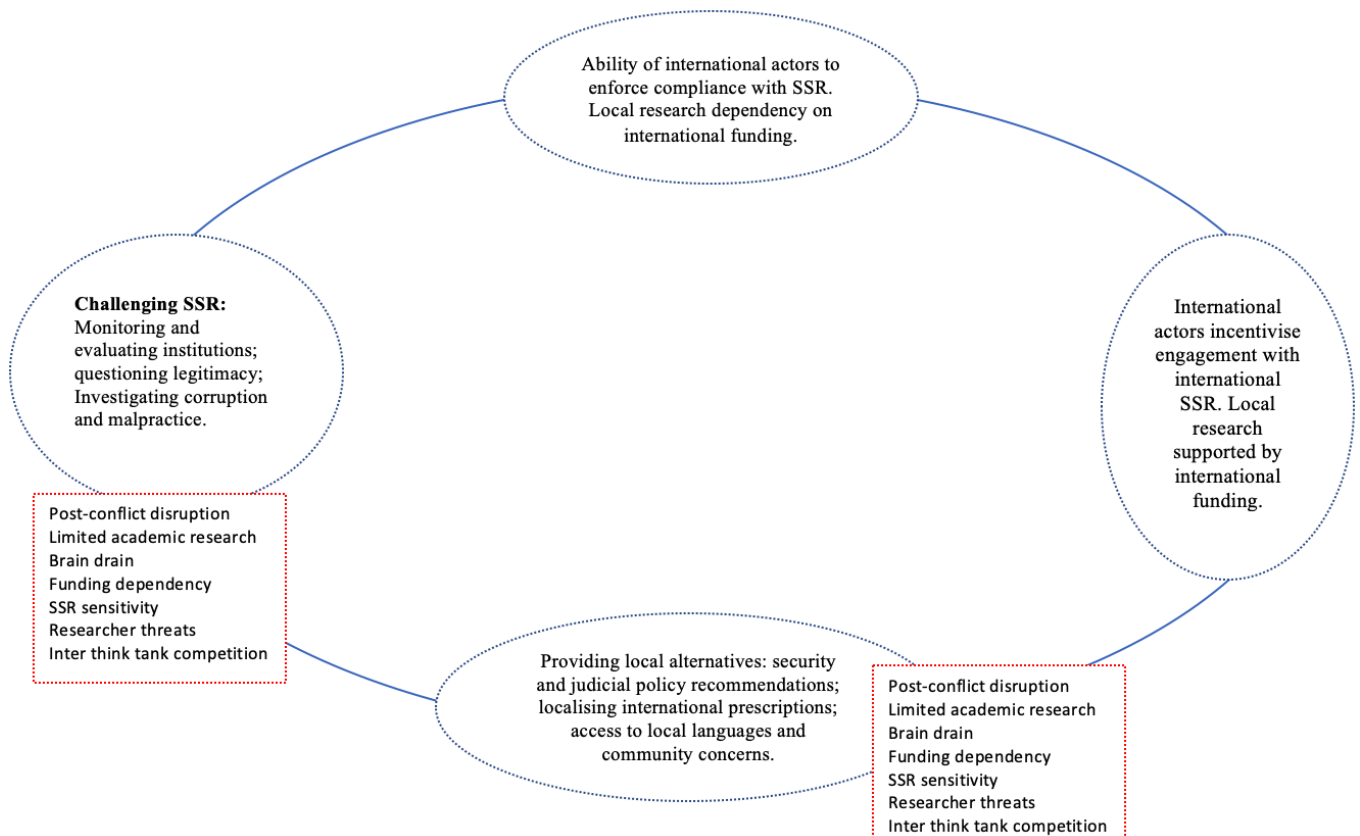 Ability of international actors to
enforce compliance with SSR.
Local research dependency on
international funding.
Challenging SSR:
Monitoring and
evaluating institutions;
questioning legitimacy;
Investigating corruption
and malpractice.
International
actors incentivise
engagement with
international
SSR. Local
research
supported by
international
funding.
Post-conflict disruption
Limited academic research
Brain drain
Funding dependency
SSR sensitivity
Researcher threats
Inter think tank competition
Providing local alternatives: security
and judicial policy recommendations;
localising international prescriptions;
access to local languages and
community concerns.
Post-conflict disruption
Limited academic research
Brain drain
Funding dependency
SSR sensitivity
Researcher threats
Inter think tank competition